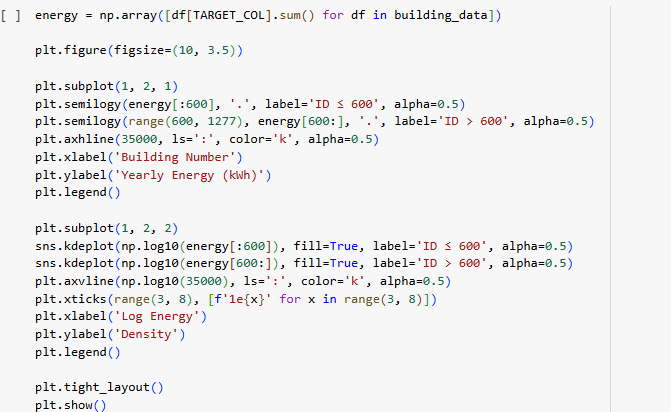 [ ] energy = np.array([df[TARGET_COL].sum() for df in building_data])
plt.figure(figsize=(10, 3.5))
plt.subplot(1, 2, 1)
plt.semilogy(energy[:600], '.', label='ID ≤ 600', alpha=0.5)
plt.semilogy(range(600, 1277), energy[600:], '.', label='ID > 600', alpha=0.5)
plt.axhline(35000, ls=':', color='k', alpha=0.5)
plt.xlabel('Building Number')
plt.ylabel('Yearly Energy (kWh)')
plt.legend()
plt.subplot(1, 2, 2)
sns.kdeplot(np.log10(energy[:600]), fill=True, label='ID ≤ 600', alpha=0.5)
sns.kdeplot(np.log10(energy[600:]), fill=True, label='ID > 600', alpha=0.5)
plt.axvline(np.log10(35000), ls=':', color='k', alpha=0.5)
plt.xticks(range(3, 8), [f'1e{x}' for x in range(3, 8)])
plt.xlabel('Log Energy')
plt.ylabel('Density')
plt.legend()
plt.tight_layout()
plt.show()